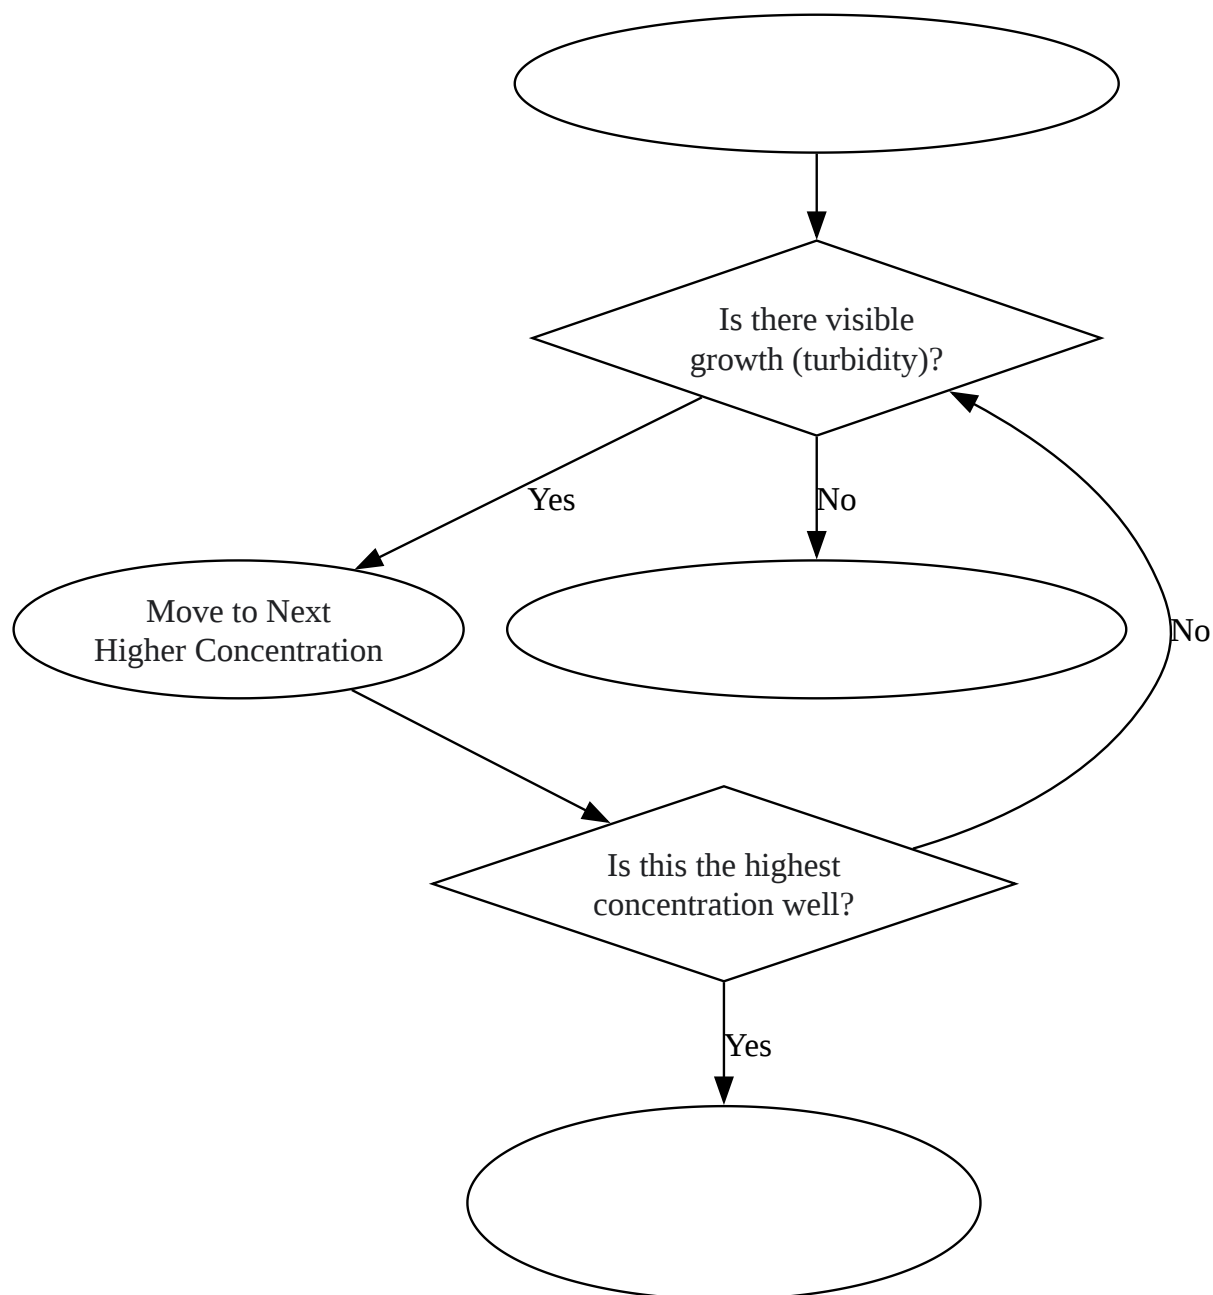 Is there visible
growth (turbidity)?
Yes
No
Move to Next
Higher Concentration
No
Is this the highest
concentration well?
Yes